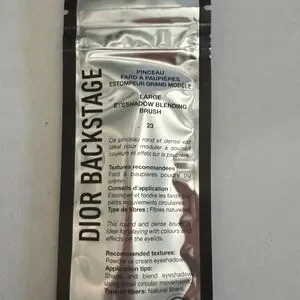 DIOR BACKSTAGE
PINCEAU
FARD À PAUPIÈRES
ESTOMPEUR GRAND MODÈLE
LARGE
EYESHADOW BLENDING
BRUSH
23
Ce pinceau rond et dense est
idéal pour moduler à souhait
couleurs et effets sur la paupière.
Textures recommandées :
Fard à paupières poudre ou
crème.
Conseils d'application :
Estomper et fondre les fards
petits mouvements circulaires.
Type de fibres : Fibres naturelles
The round and dense brush is
ideal for playing with colours and
effects on the eyelids.
Recommended textures:
Powder or cream eyeshadow.
Application tips:
Shape and blend eyeshadow
using small circular movements.
Type of fibers: Natural fibers.